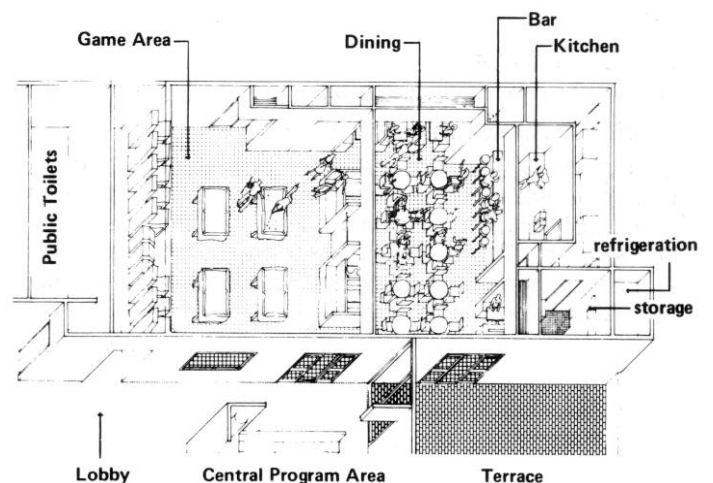 Bar
Game Area
Dining
Kitchen
Public Toilets
refrigeration
storage
Lobby
Central Program Area
Terrace